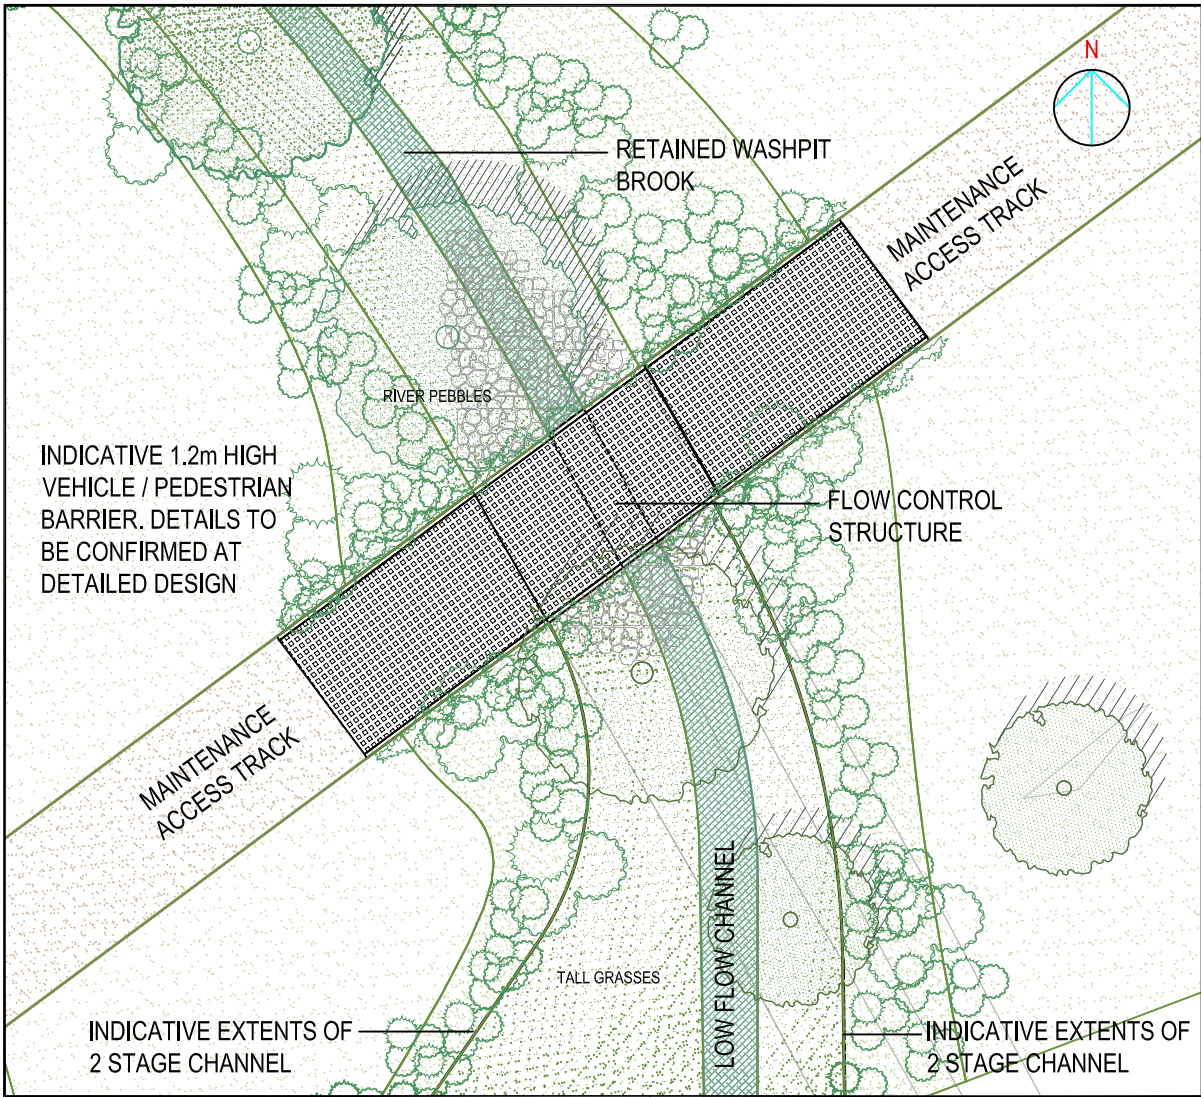 N
RETAINED WASHPIT
BROOK
MAINTENANCE
ACCESS TRACK
RIVER PEBBLES
INDICATIVE 1.2m HIGH
VEHICLE / PEDESTRIAN
BARRIER. DETAILS TO
BE CONFIRMED AT
DETAILED DESIGN
FLOW CONTROL
STRUCTURE
MAINTENANCE
ACCESS TRACK
LOW FLOW CHANNEL
TALL GRASSES
INDICATIVE EXTENTS OF
2 STAGE CHANNEL
INDICATIVE EXTENTS OF
2 STAGE CHANNEL